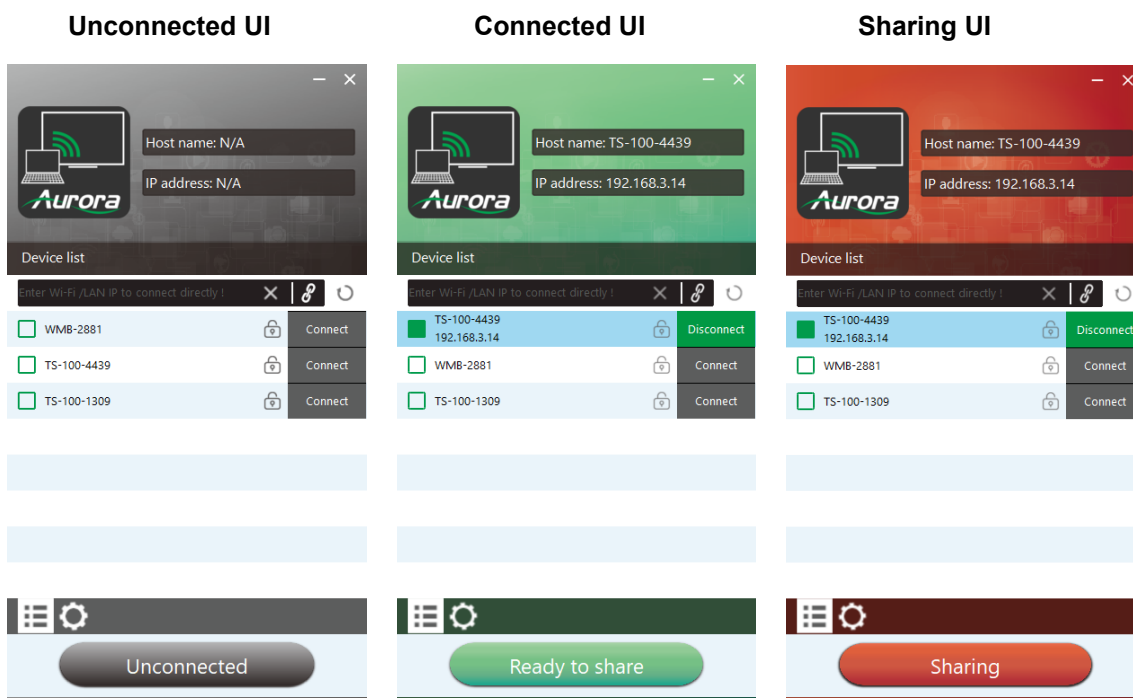 Unconnected UI
Host name: N/A
IP address: N/A
Aurora
Device list
Enter Wi-Fi /LAN IP to connect directly !
WMB-2881
Connect
TS-100-4439
Connect
TS-100-1309
Connect
Unconnected
Connected UI
Host name: TS-100-4439
IP address: 192.168.3.14
Aurora
Device list
Enter Wi-Fi /LAN IP to connect directly !
TS-100-4439
192.168.3.14
Disconnect
WMB-2881
Connect
TS-100-1309
Connect
Ready to share
Sharing UI
Host name: TS-100-4439
IP address: 192.168.3.14
Aurora
Device list
Enter Wi-Fi /LAN IP to connect directly !
TS-100-4439
192.168.3.14
Disconnect
WMB-2881
Connect
TS-100-1309
Connect
Sharing